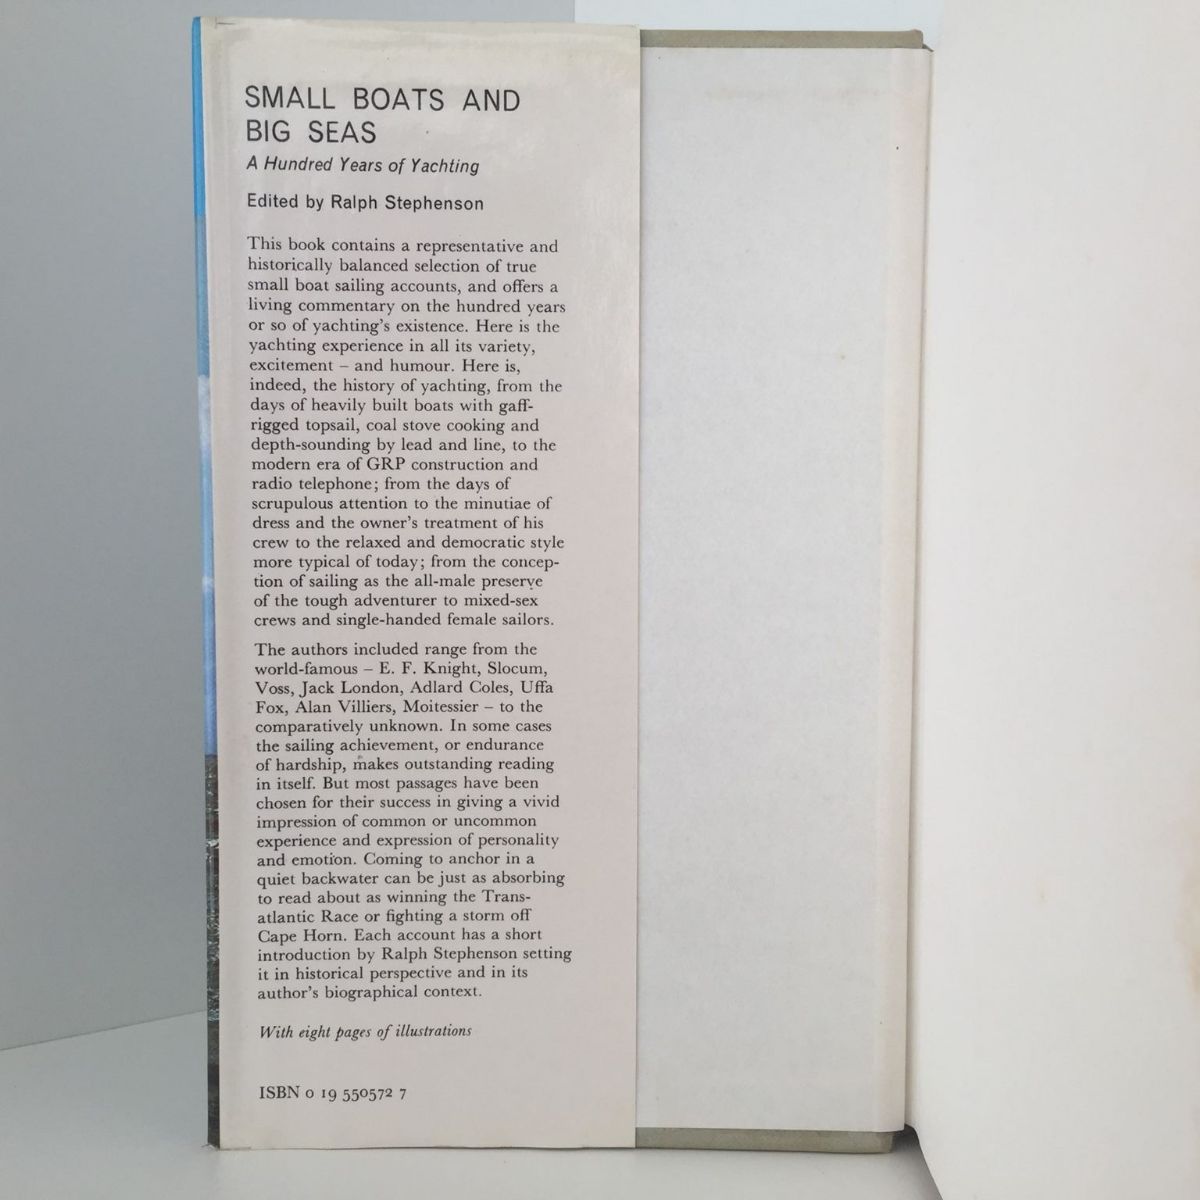 SMALL BOATS AND
BIG SEAS
A Hundred Years of Yachting
Edited by Ralph Stephenson
This book contains a representative and
historically balanced selection of true
small boat sailing accounts, and offers a
living commentary on the hundred years
or so of yachting's existence. Here is the
yachting experience in all its variety,
excitement – and humour. Here is,
indeed, the history of yachting, from the
days of heavily built boats with gaff-
rigged topsail, coal stove cooking and
depth-sounding by lead and line, to the
modern era of GRP construction and
radio telephone; from the days of
scrupulous attention to the minutiae of
dress and the owner's treatment of his
crew to the relaxed and democratic style
more typical of today; from the concep-
tion of sailing as the all-male preserve
of the tough adventurer to mixed-sex
crews and single-handed female sailors.
The authors included range from the
world-famous – E. F. Knight, Slocum,
Voss, Jack London, Adlard Coles, Uffa
Fox, Alan Villiers, Moitessier – to the
comparatively unknown. In some cases
the sailing achievement, or endurance
of hardship, makes outstanding reading
in itself. But most passages have been
chosen for their success in giving a vivid
impression of common or uncommon
experience and expression of personality
and emotion. Coming to anchor in a
quiet backwater can be just as absorbing
to read about as winning the Trans-
atlantic Race or fighting a storm off
Cape Horn. Each account has a short
introduction by Ralph Stephenson setting
it in historical perspective and in its
author's biographical context.
With eight pages of illustrations
ISBN 0 19 550572 7